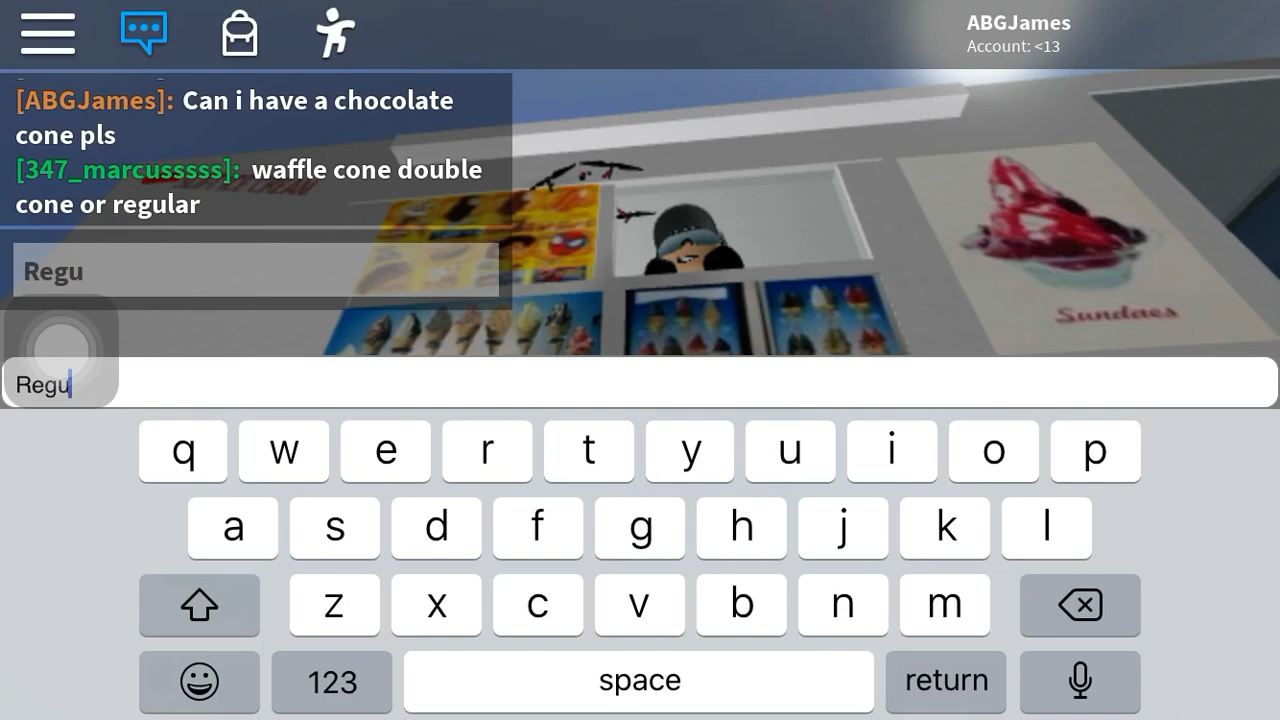 ABGJames
Account: <13
[ABGJames]: Can i have a chocolate
cone pls
[347_marcusssss]: waffle cone double
cone or regular
Regu
Sundaes
Regu
q w e r t y u i o p
a s d f g h j k l
z x c v b n m
123 space return